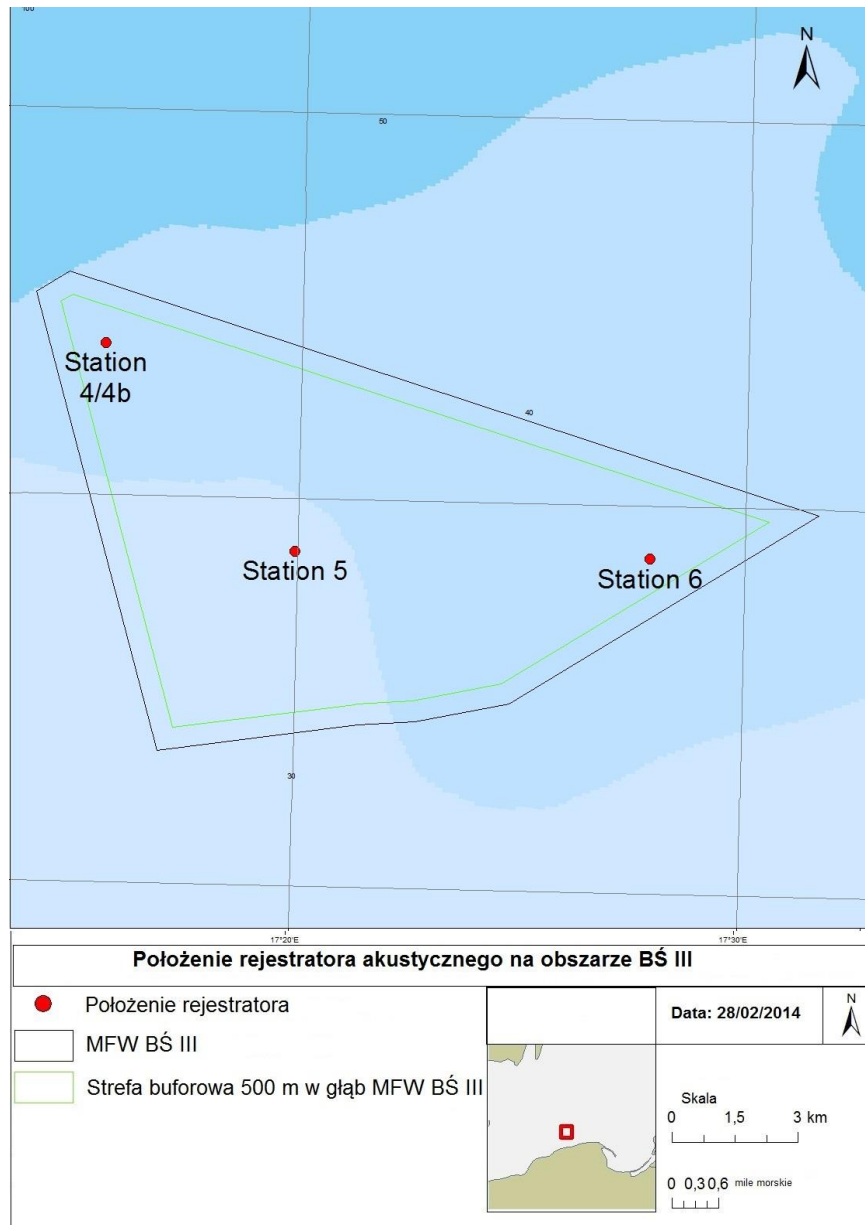 100
N
50
Station
4/4b
40
Station 5
Station 6
30
17°20'E
17°30'E
Położenie rejestratora akustycznego na obszarze BŚ III
Położenie rejestratora
MFW BŚ III
Strefa buforowa 500 m w głąb MFW BŚ III
Data: 28/02/2014
N
Skala
0 1,5 3 km
0 0,3 0,6 mile morskie